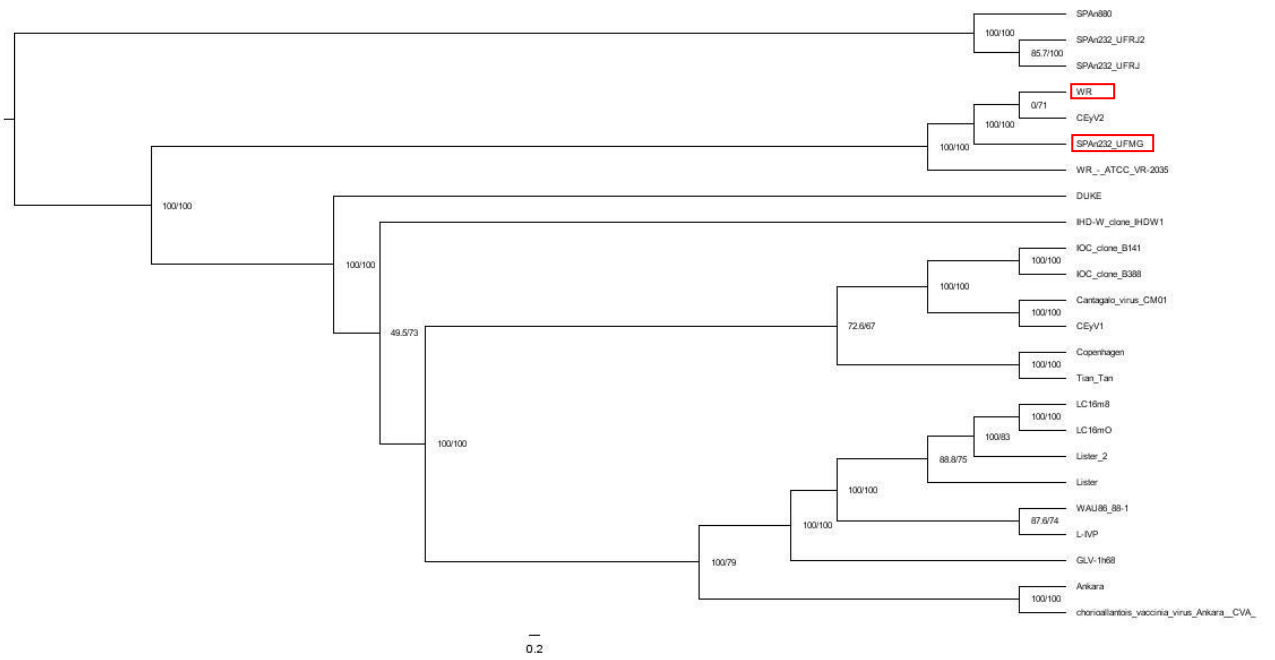 SPAn880
100/100
SPAn232_UFRJ2
85.7/100
SPAn232_UFRJ
WR
0/71
CEyV2
100/100
SPAn232_UFMG
100/100
WR_-_ATCC_VR-2035
DUKE
100/100
IHD-W_clone_IHDW1
IOC_clone_B141
100/100
100/100
IOC_clone_B388
100/100
Cantagalo_virus_CM01
100/100
CEyV1
72.6/67
49.5/73
Copenhagen
100/100
Tian_Tan
LC16m8
100/100
LC16mO
100/83
100/100
Lister_2
88.8/75
Lister
100/100
WAU86_88-1
87.6/74
100/100
L-IVP
GLV-1h68
100/79
Ankara
100/100
chorioallantois_vaccinia_virus_Ankara__CVA_
0.2